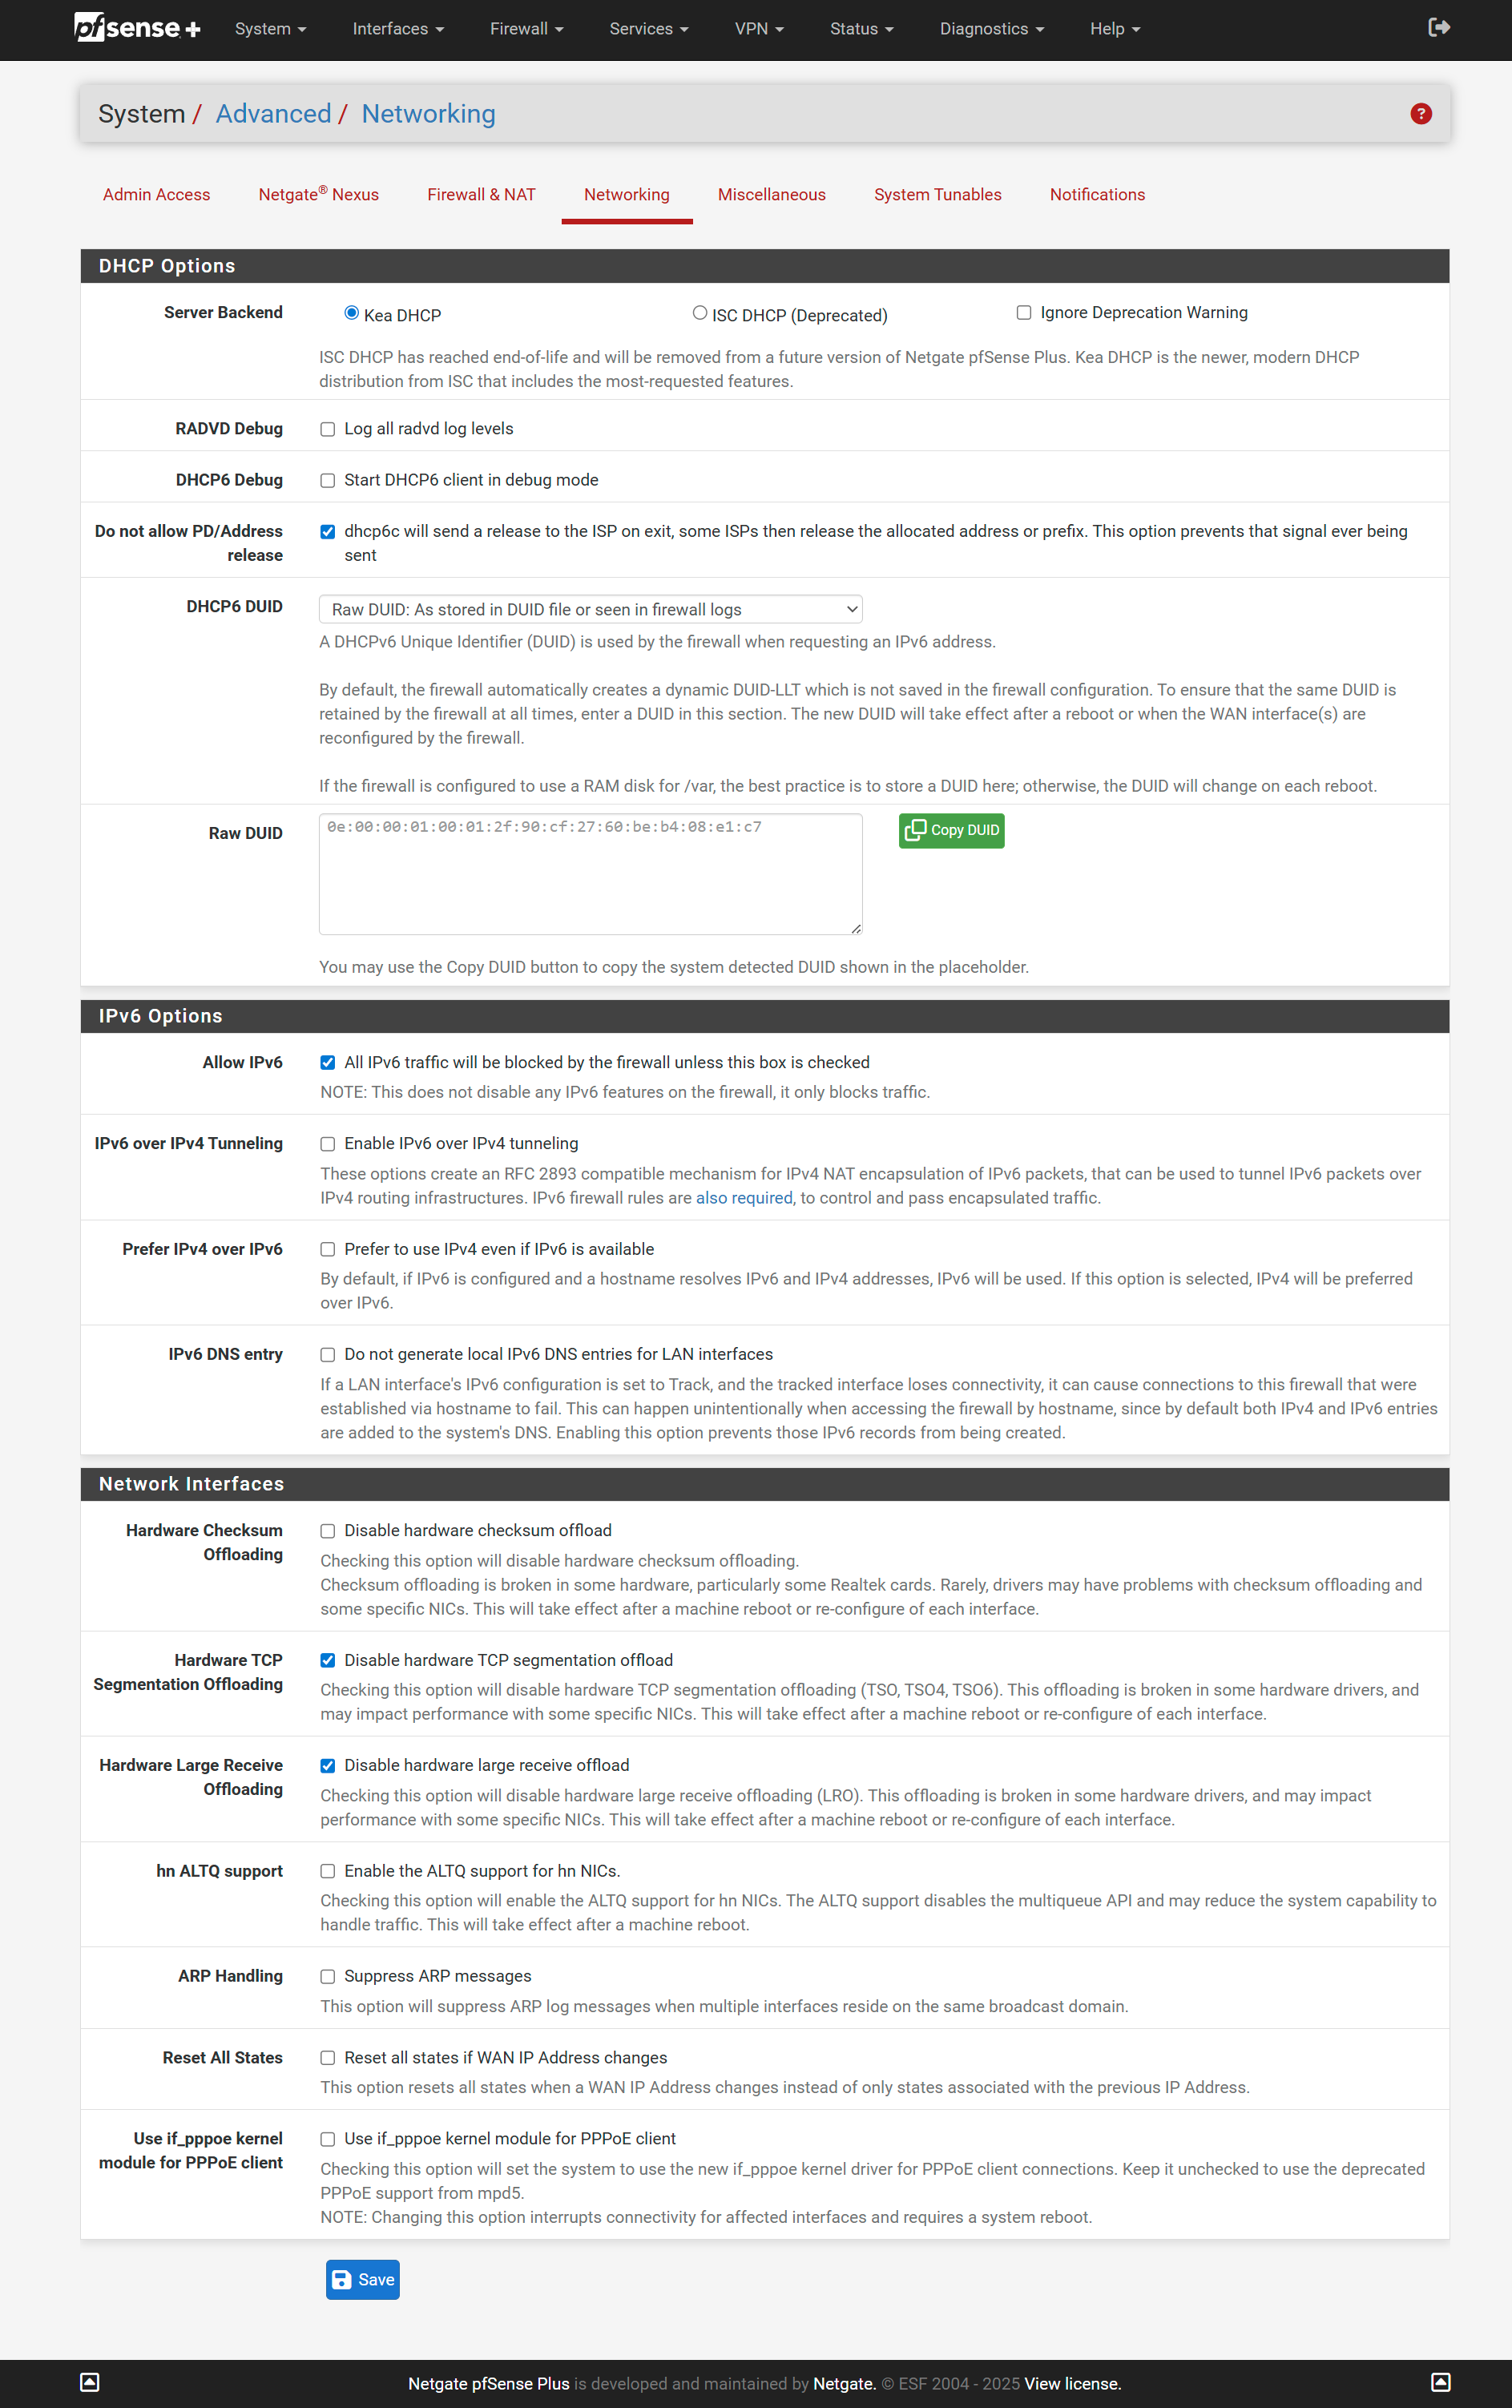 pfsense +
System
Interfaces
Firewall
Services
VPN
Status
Diagnostics
Help
System / Advanced / Networking
?
Admin Access
Netgate® Nexus
Firewall & NAT
Networking
Miscellaneous
System Tunables
Notifications
DHCP Options
Server Backend
Kea DHCP
ISC DHCP (Deprecated)
Ignore Deprecation Warning
ISC DHCP has reached end-of-life and will be removed from a future version of Netgate pfSense Plus. Kea DHCP is the newer, modern DHCP
distribution from ISC that includes the most-requested features.
RADVD Debug
Log all radvd log levels
DHCP6 Debug
Start DHCP6 client in debug mode
Do not allow PD/Address
release
dhcp6c will send a release to the ISP on exit, some ISPs then release the allocated address or prefix. This option prevents that signal ever being
sent
DHCP6 DUID
Raw DUID: As stored in DUID file or seen in firewall logs
A DHCPv6 Unique Identifier (DUID) is used by the firewall when requesting an IPv6 address.
By default, the firewall automatically creates a dynamic DUID-LLT which is not saved in the firewall configuration. To ensure that the same DUID is
retained by the firewall at all times, enter a DUID in this section. The new DUID will take effect after a reboot or when the WAN interface(s) are
reconfigured by the firewall.
If the firewall is configured to use a RAM disk for /var, the best practice is to store a DUID here; otherwise, the DUID will change on each reboot.
Raw DUID
0e:00:00:01:00:01:2f:90:cf:27:60:be:b4:08:e1:c7
Copy DUID
You may use the Copy DUID button to copy the system detected DUID shown in the placeholder.
IPv6 Options
Allow IPv6
All IPv6 traffic will be blocked by the firewall unless this box is checked
NOTE: This does not disable any IPv6 features on the firewall, it only blocks traffic.
IPv6 over IPv4 Tunneling
Enable IPv6 over IPv4 tunneling
These options create an RFC 2893 compatible mechanism for IPv4 NAT encapsulation of IPv6 packets, that can be used to tunnel IPv6 packets over
IPv4 routing infrastructures. IPv6 firewall rules are also required, to control and pass encapsulated traffic.
Prefer IPv4 over IPv6
Prefer to use IPv4 even if IPv6 is available
By default, if IPv6 is configured and a hostname resolves IPv6 and IPv4 addresses, IPv6 will be used. If this option is selected, IPv4 will be preferred
over IPv6.
IPv6 DNS entry
Do not generate local IPv6 DNS entries for LAN interfaces
If a LAN interface's IPv6 configuration is set to Track, and the tracked interface loses connectivity, it can cause connections to this firewall that were
established via hostname to fail. This can happen unintentionally when accessing the firewall by hostname, since by default both IPv4 and IPv6 entries
are added to the system's DNS. Enabling this option prevents those IPv6 records from being created.
Network Interfaces
Hardware Checksum
Offloading
Disable hardware checksum offload
Checking this option will disable hardware checksum offloading.
Checksum offloading is broken in some hardware, particularly some Realtek cards. Rarely, drivers may have problems with checksum offloading and
some specific NICs. This will take effect after a machine reboot or re-configure of each interface.
Hardware TCP
Segmentation Offloading
Disable hardware TCP segmentation offload
Checking this option will disable hardware TCP segmentation offloading (TSO, TSO4, TSO6). This offloading is broken in some hardware drivers, and
may impact performance with some specific NICs. This will take effect after a machine reboot or re-configure of each interface.
Hardware Large Receive
Offloading
Disable hardware large receive offload
Checking this option will disable hardware large receive offloading (LRO). This offloading is broken in some hardware drivers, and may impact
performance with some specific NICs. This will take effect after a machine reboot or re-configure of each interface.
hn ALTQ support
Enable the ALTQ support for hn NICs.
Checking this option will enable the ALTQ support for hn NICs. The ALTQ support disables the multiqueue API and may reduce the system capability to
handle traffic. This will take effect after a machine reboot.
ARP Handling
Suppress ARP messages
This option will suppress ARP log messages when multiple interfaces reside on the same broadcast domain.
Reset All States
Reset all states if WAN IP Address changes
This option resets all states when a WAN IP Address changes instead of only states associated with the previous IP Address.
Use if_pppoe kernel
module for PPPoE client
Use if_pppoe kernel module for PPPoE client
Checking this option will set the system to use the new if_pppoe kernel driver for PPPoE client connections. Keep it unchecked to use the deprecated
PPPoE support from mpd5.
NOTE: Changing this option interrupts connectivity for affected interfaces and requires a system reboot.
Save
Netgate pfSense Plus is developed and maintained by Netgate. © ESF 2004 - 2025 View license.